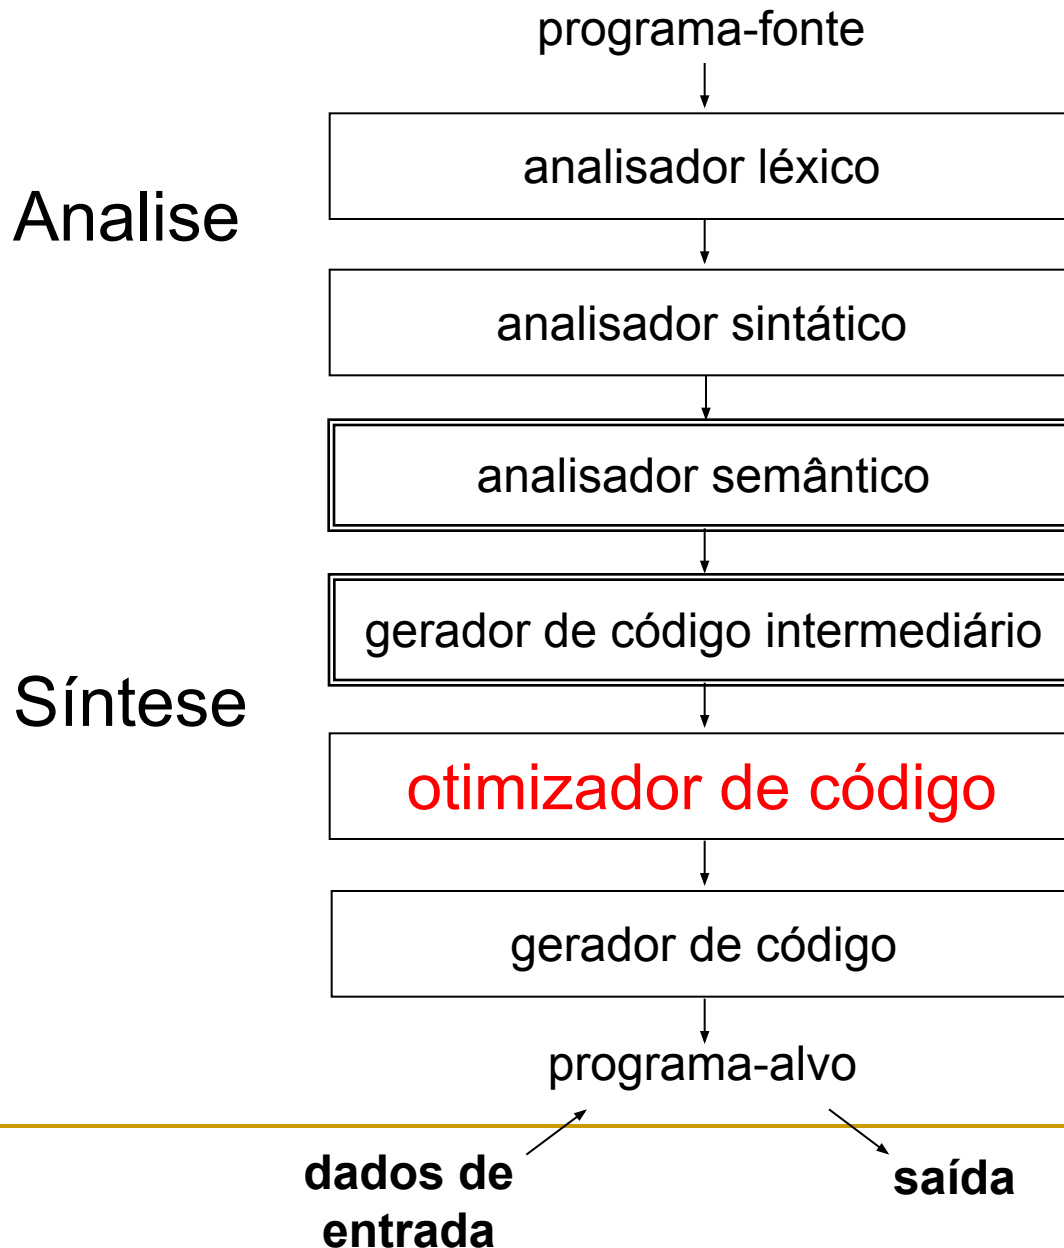 programa-fonte
analisador léxico
Analise
analisador sintático
analisador semântico
gerador de código intermediário
Síntese
otimizador de código
gerador de código
programa-alvo
dados de
entrada
saída